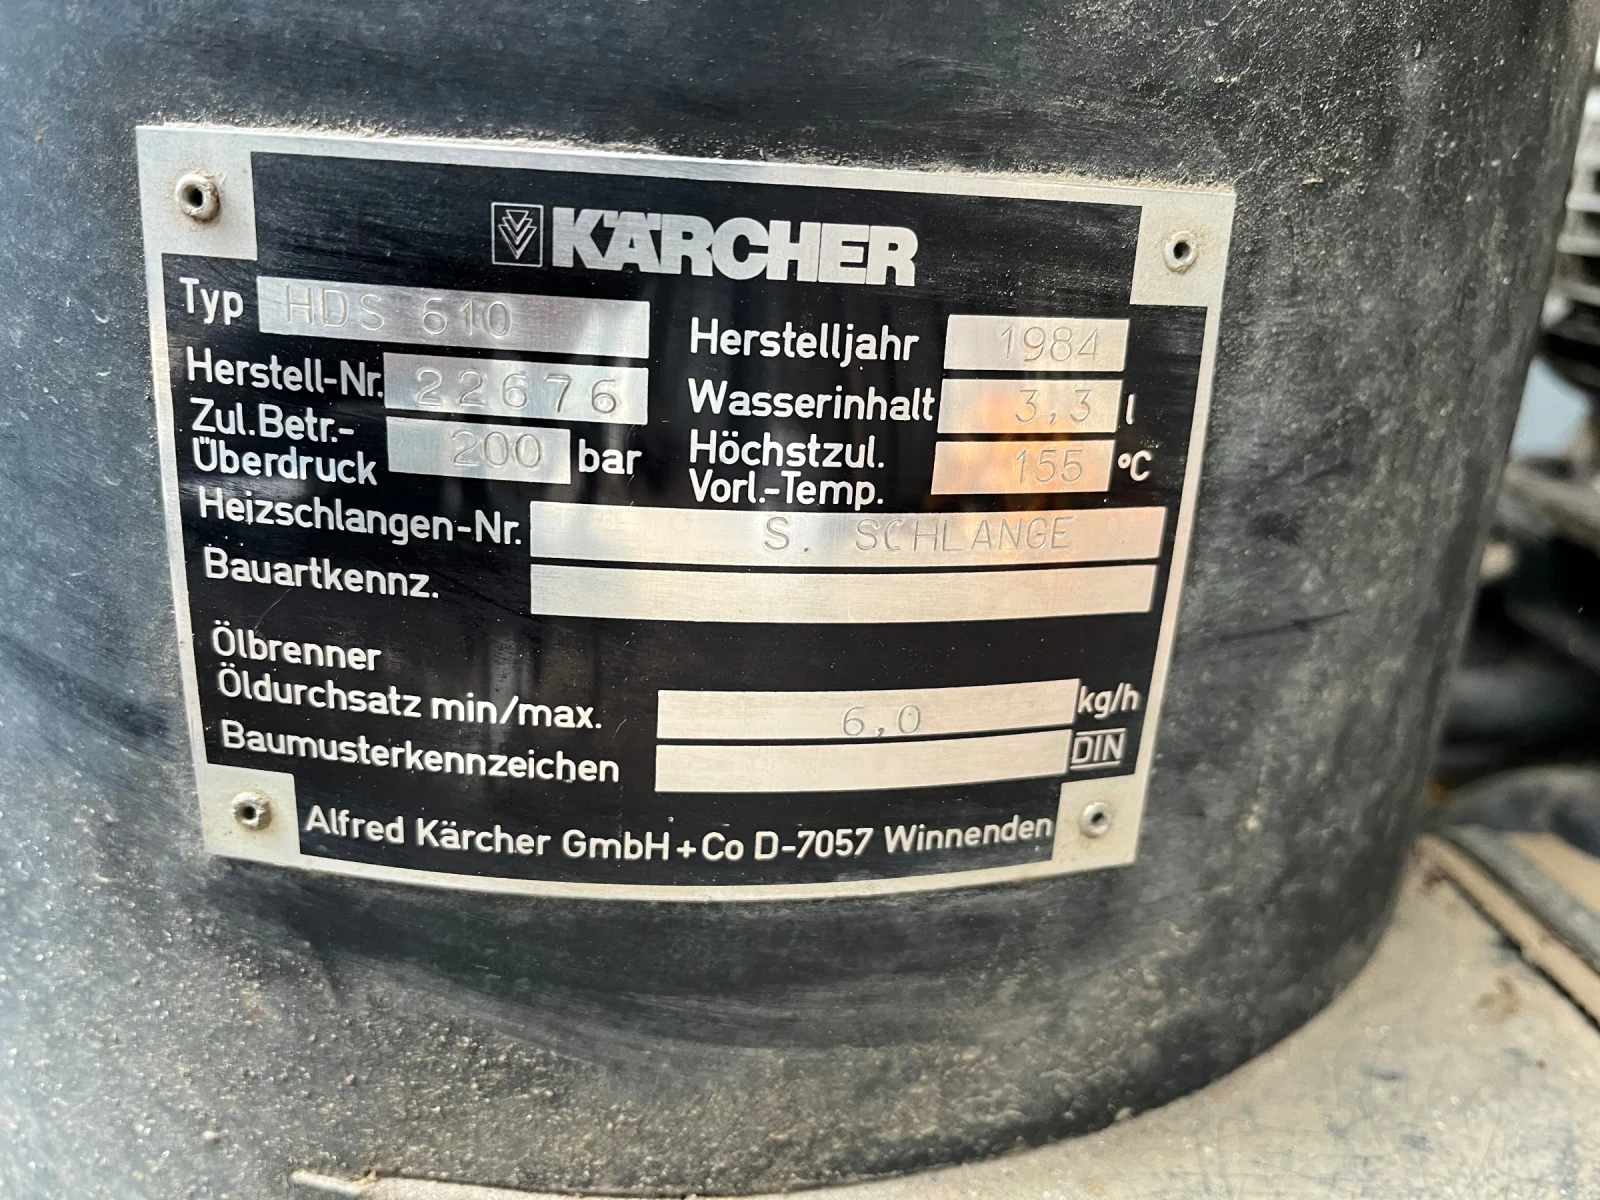 KÄRCHER
Typ HDS 610
Herstelljahr 1984
Herstell-Nr. 22676
Wasserinhalt 3,3 l
Zul.Betr.-
Überdruck 200 bar
Höchstzul.
Vorl.-Temp. 155 °C
Heizschlangen-Nr. S. SCHLANGE
Bauartkennz.
Ölbrenner
Öldurchsatz min/max. 6,0 kg/h
Baumusterkennzeichen DIN
Alfred Kärcher GmbH+Co D-7057 Winnenden